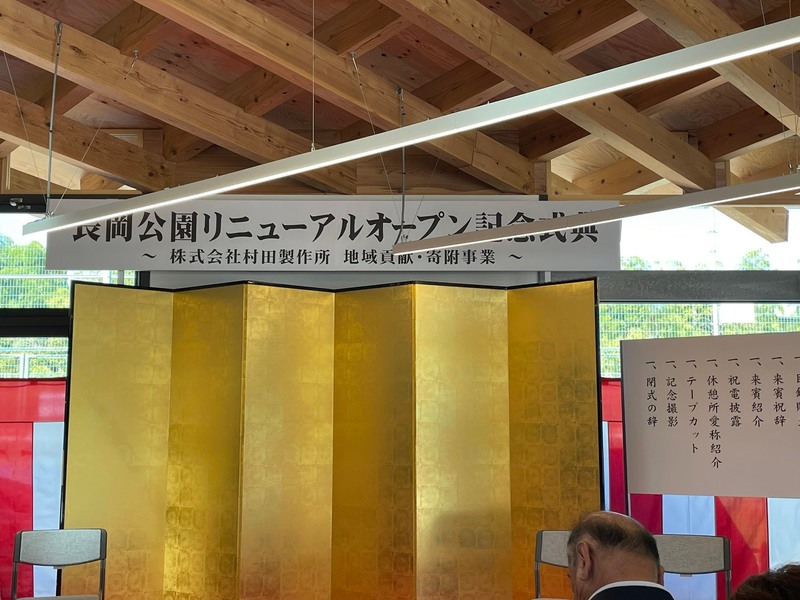 長岡公園リニューアルオープン記念式典
～ 株式会社村田製作所 地域貢献・寄附事業 ～
一、来賓祝辞
一、来賓紹介
一、祝電披露
一、休憩所愛称紹介
一、テープカット
一、記念撮影
一、閉式の辞